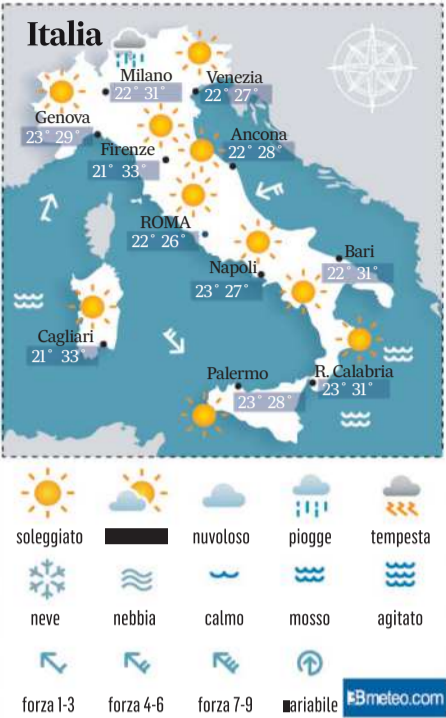 Italia
Milano
22° 31°
Venezia
22° 27°
Genova
23° 29°
Firenze
21° 33°
Ancona
22° 28°
ROMA
22° 26°
Napoli
23° 27°
Bari
22° 31°
Cagliari
21° 33°
Palermo
23° 28°
R. Calabria
23° 31°
soleggiato
nuvoloso
piogge
tempesta
neve
nebbia
calmo
mosso
agitato
forza 1-3
forza 4-6
forza 7-9
ariabile
3Bmeteo.com